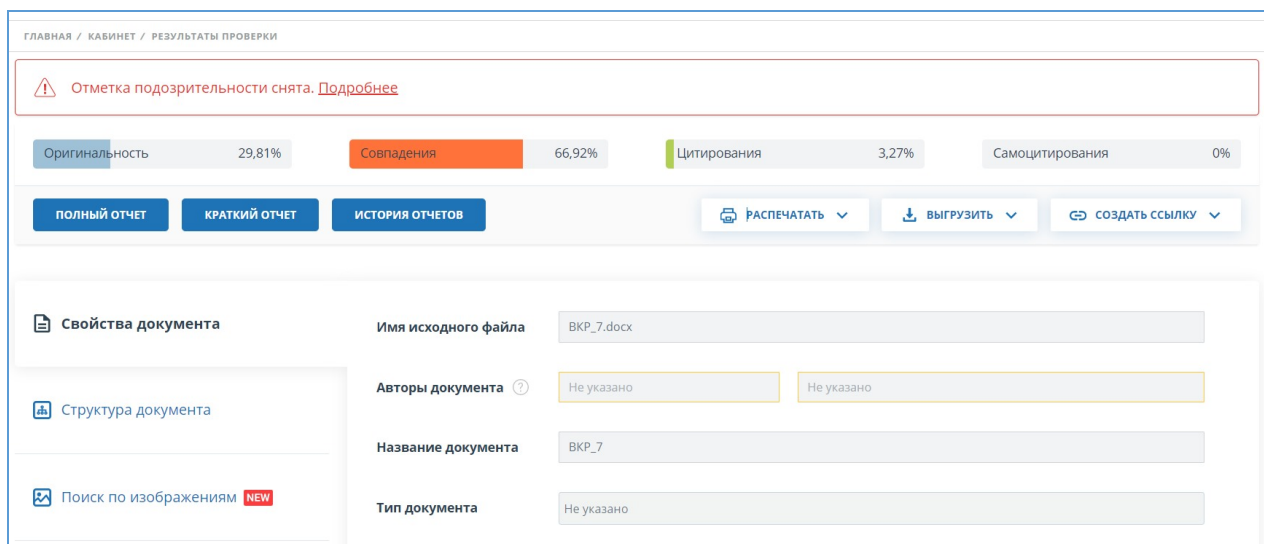 ГЛАВНАЯ / КАБИНЕТ / РЕЗУЛЬТАТЫ ПРОВЕРКИ
Отметка подозрительности снята. Подробнее
Оригинальность 29,81% Совпадения 66,92% Цитирования 3,27% Самоцитирования 0%
ПОЛНЫЙ ОТЧЕТ КРАТКИЙ ОТЧЕТ ИСТОРИЯ ОТЧЕТОВ РАСПЕЧАТАТЬ ВЫГРУЗИТЬ СОЗДАТЬ ССЫЛКУ
Свойства документа
Имя исходного файла ВКР_7.docx
Авторы документа ? Не указано Не указано
Структура документа
Название документа ВКР_7
Поиск по изображениям NEW
Тип документа Не указано